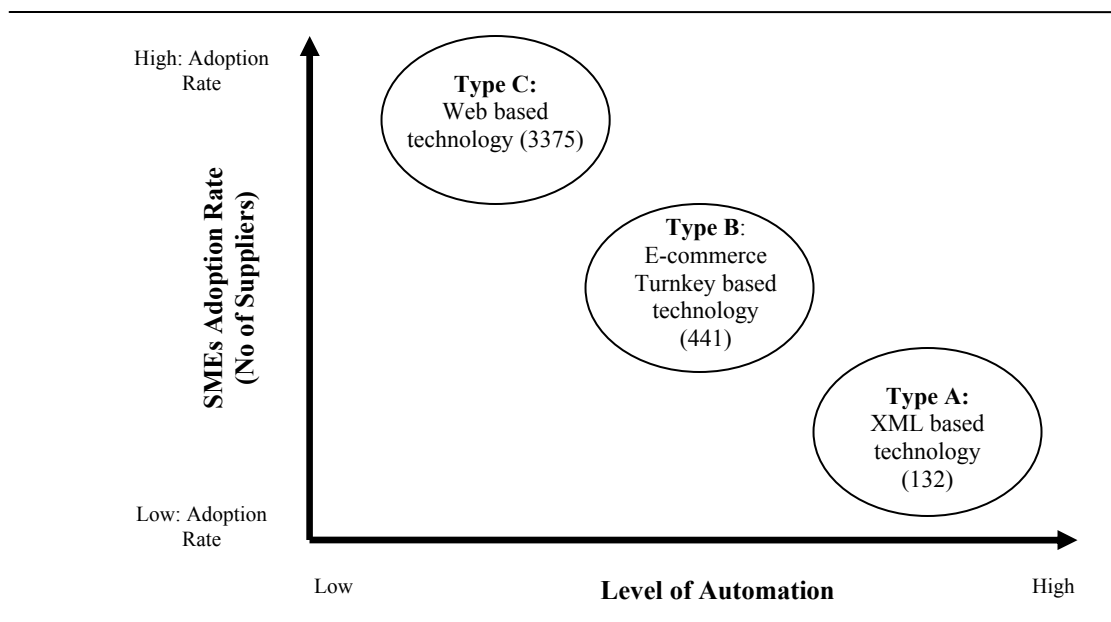 High: Adoption
Rate
Type C:
Web based
technology (3375)
SMEs Adoption Rate
(No of Suppliers)
Type B:
E-commerce
Turnkey based
technology
(441)
Type A:
XML based
technology
(132)
Low: Adoption
Rate
Low
Level of Automation
High